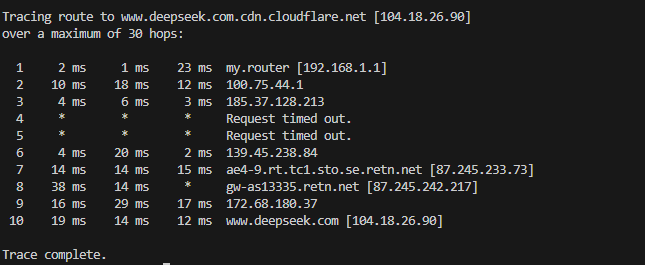 Tracing route to www.deepseek.com.cdn.cloudflare.net [104.18.26.90]
over a maximum of 30 hops:
1 2 ms 1 ms 23 ms my.router [192.168.1.1]
2 10 ms 18 ms 12 ms 100.75.44.1
3 4 ms 6 ms 3 ms 185.37.128.213
4 * * * Request timed out.
5 * * * Request timed out.
6 4 ms 20 ms 2 ms 139.45.238.84
7 14 ms 14 ms 15 ms ae4-9.rt.tc1.sto.se.retn.net [87.245.233.73]
8 38 ms 14 ms * gw-as13335.retn.net [87.245.242.217]
9 16 ms 29 ms 17 ms 172.68.180.37
10 19 ms 14 ms 12 ms www.deepseek.com [104.18.26.90]
Trace complete.